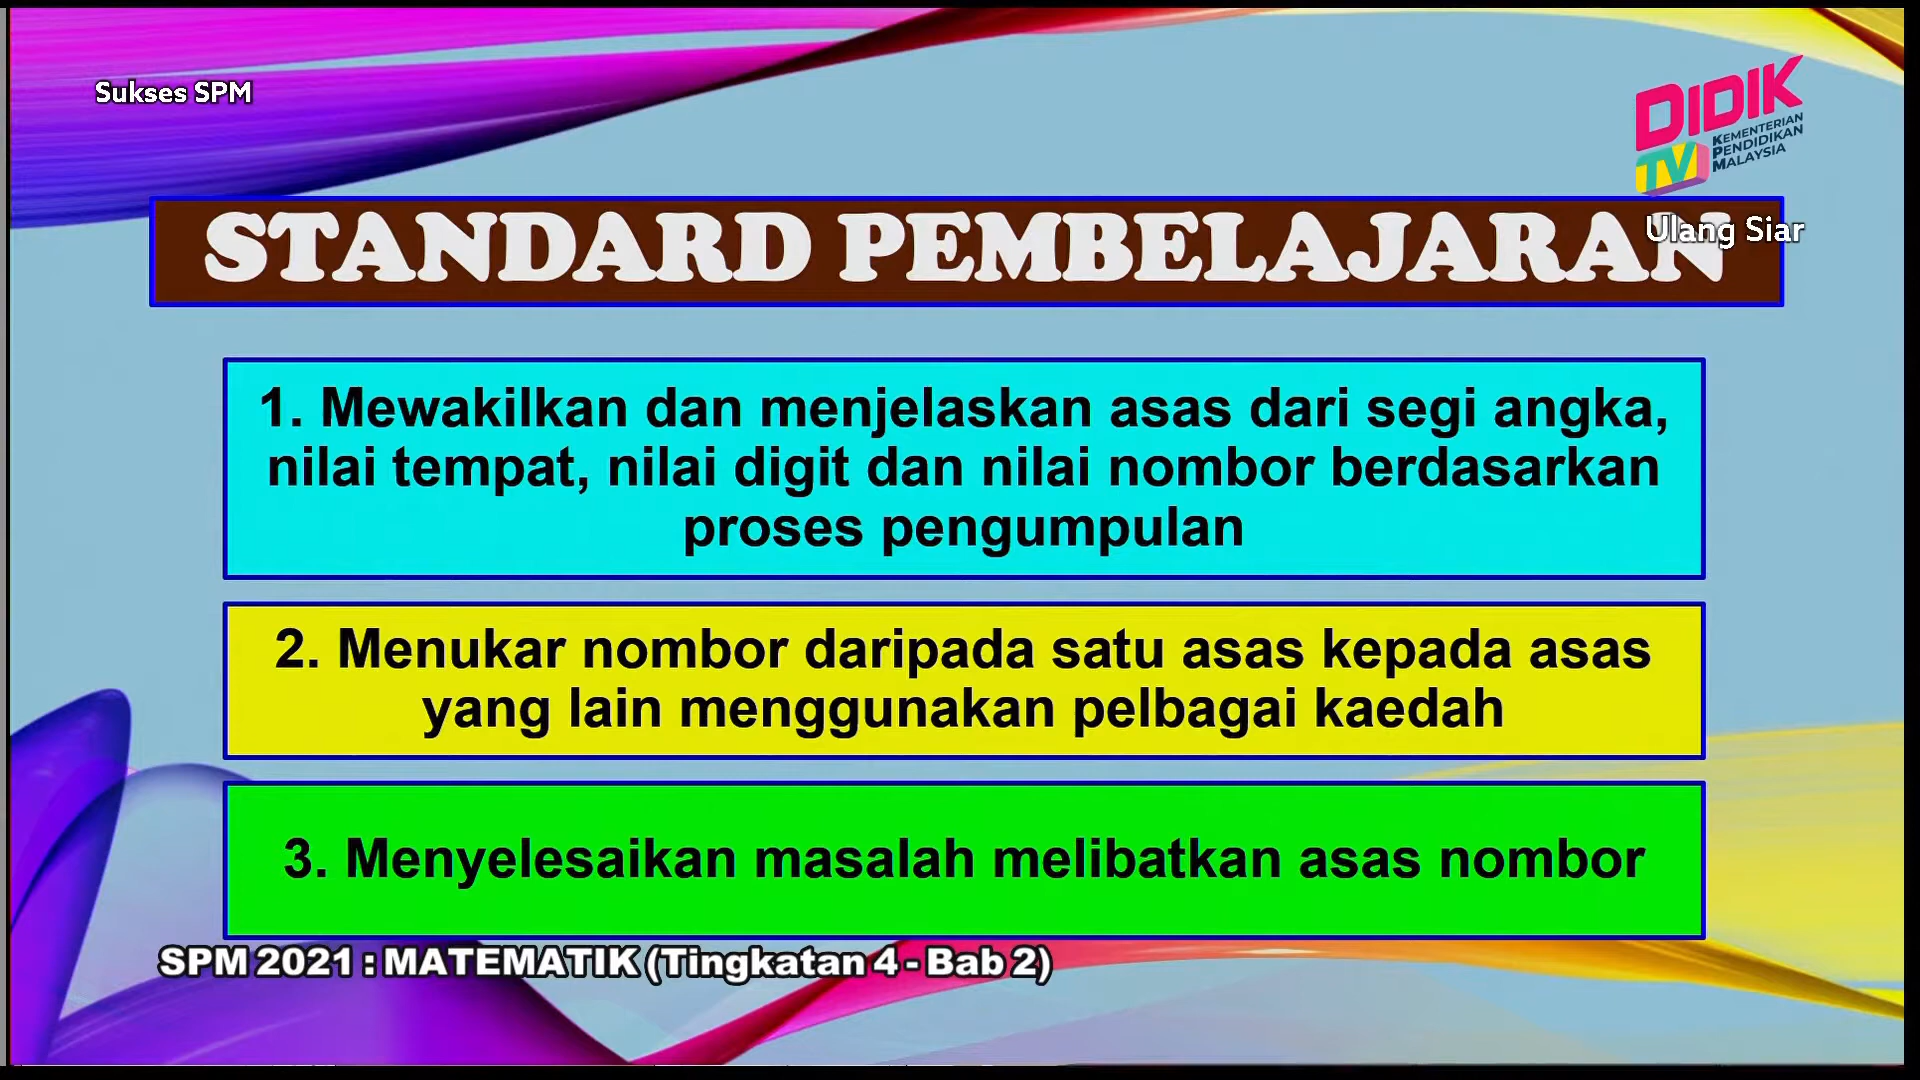 Sukses SPM
DIDIK
TV
KEMENTERIAN
PENDIDIKAN
MALAYSIA
STANDARD PEMBELAJARAN
Ulang Siar
1. Mewakilkan dan menjelaskan asas dari segi angka,
nilai tempat, nilai digit dan nilai nombor berdasarkan
proses pengumpulan
2. Menukar nombor daripada satu asas kepada asas
yang lain menggunakan pelbagai kaedah
3. Menyelesaikan masalah melibatkan asas nombor
SPM 2021 : MATEMATIK (Tingkatan 4 - Bab 2)